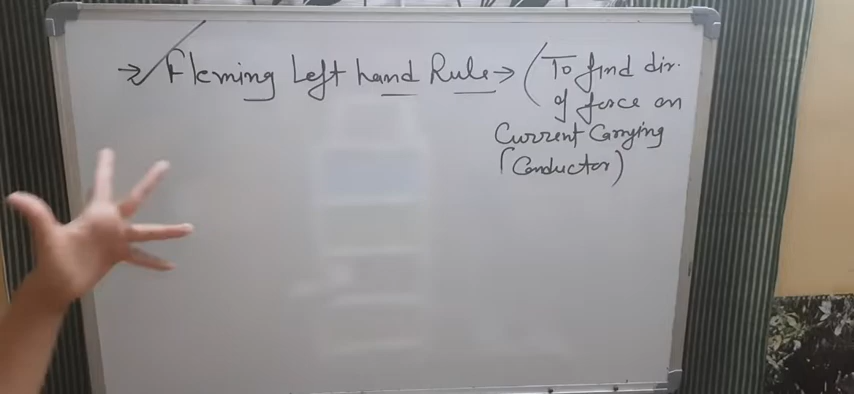 → Fleming Left hand Rule → (To find dir.
of force on
Current Carrying
Conductor)